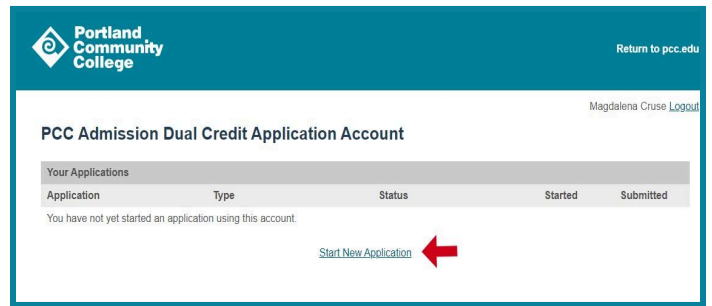 Portland
Community
College
Return to pcc.edu
Magdalena Cruse Logout
PCC Admission Dual Credit Application Account
Your Applications
Application Type Status Started Submitted
You have not yet started an application using this account.
Start New Application